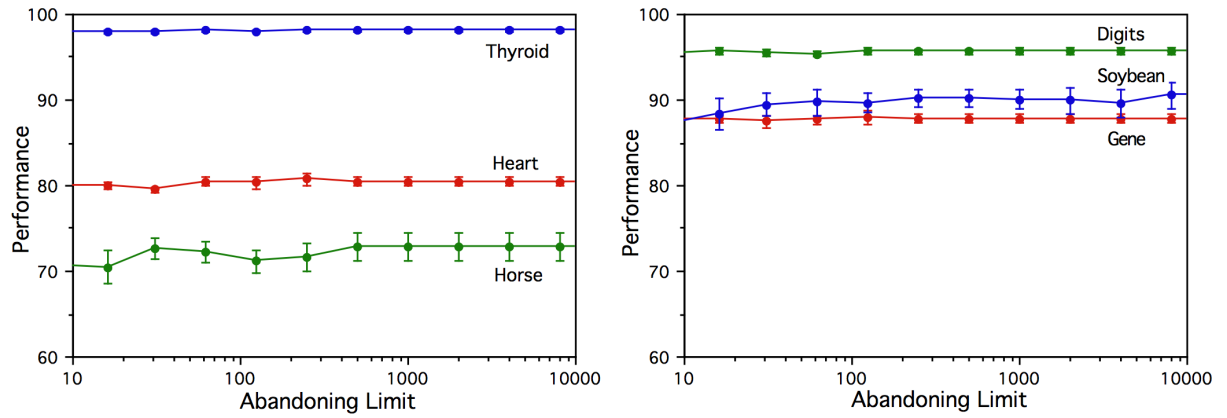 100
90
80
70
60
Performance
Thyroid
Heart
Horse
10
100
1000
10000
Abandoning Limit
100
90
80
70
60
Performance
Digits
Soybean
Gene
10
100
1000
10000
Abandoning Limit